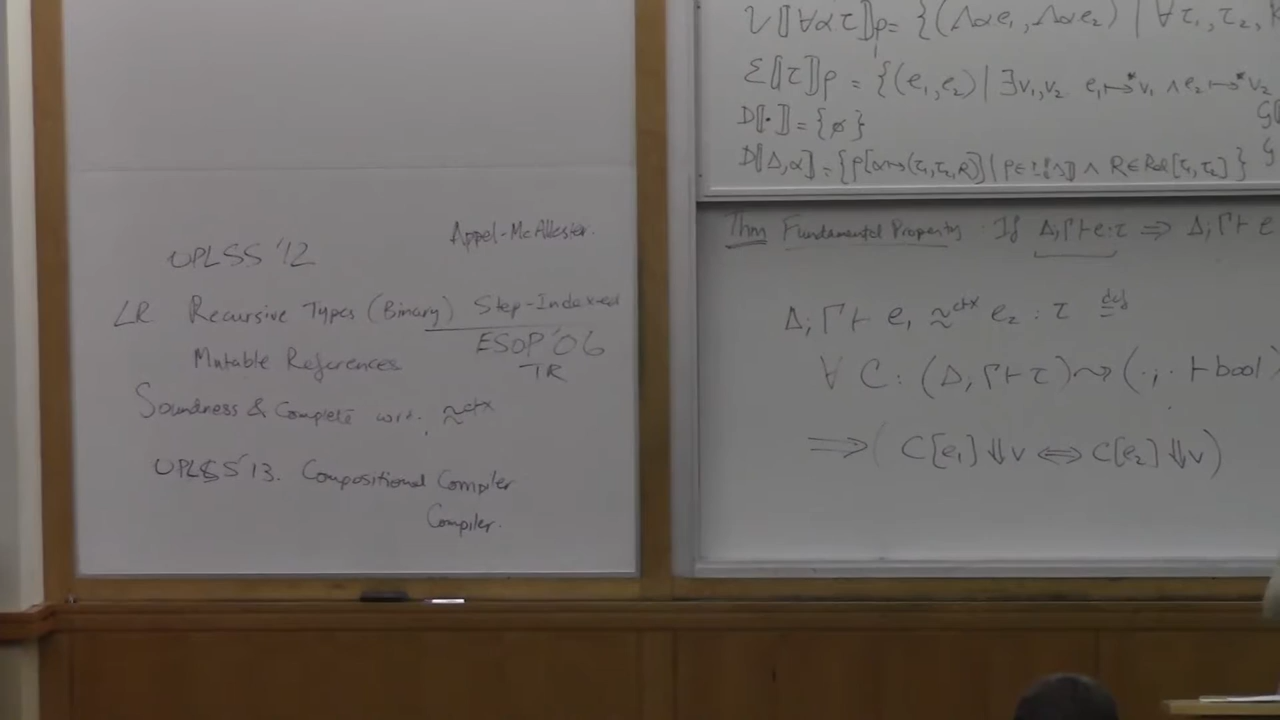 UPLSS '12
Appel-McAllester.
LR Recursive Types (Binary) Step-Indexed
Mutable References
ESOP'06
TR
Soundness & Complete w.r.t. ≈ctx
UPLSS'13. Compositional Compiler
Compiler.
V⟦∀α.τ⟧ρ = {(Λα.e₁, Λα.e₂) | ∀τ₁, τ₂,
ℰ⟦τ⟧ρ = {(e₁,e₂) | ∃v₁,v₂ e₁↦*v₁ ∧ e₂↦*v₂
D⟦·⟧ = {∅}
D⟦Δ,α⟧ = {ρ[α↦(τ₁,τ₂,R)] | ρ∈D⟦Δ⟧ ∧ R∈Rel[τ₁,τ₂]}
Thm Fundamental Property If Δ;Γ⊢e:τ ⇒ Δ;Γ⊢e
Δ;Γ⊢ e₁ ≈ctx e₂ : τ def=
∀ C : (Δ;Γ⊢τ) ⇝ (·;· ⊢ bool)
⇒ (C[e₁]⇓v ⇔ C[e₂]⇓v)